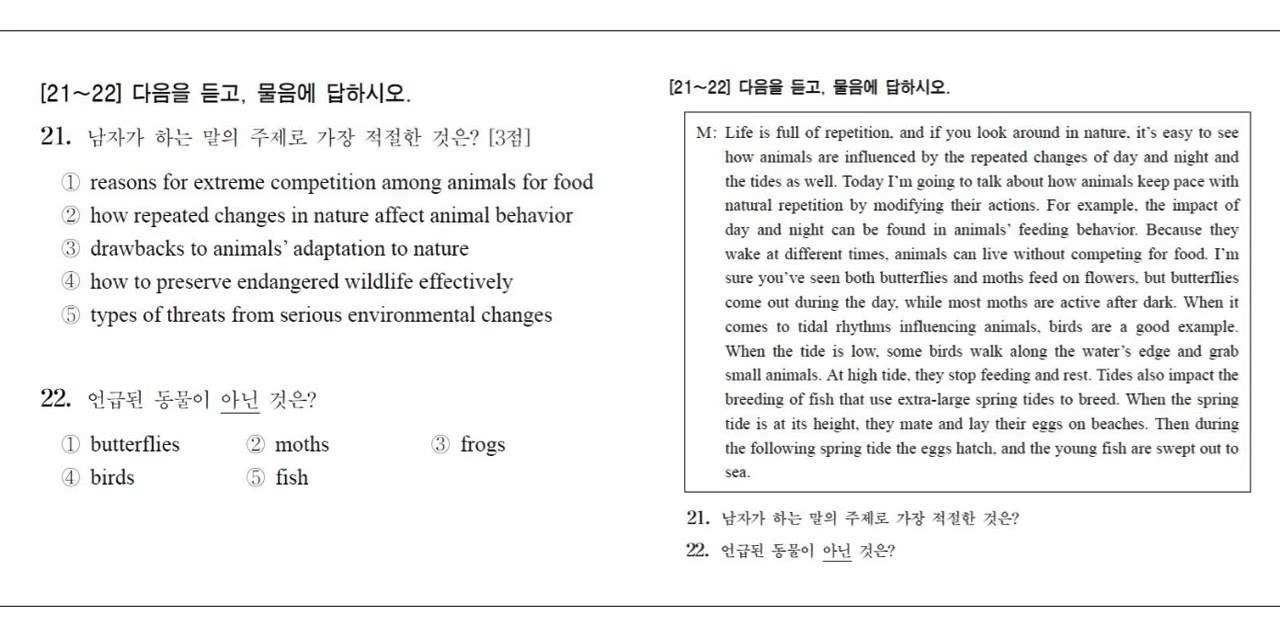 [21～22] 다음을 듣고, 물음에 답하시오.
21. 남자가 하는 말의 주제로 가장 적절한 것은? [3점]
① reasons for extreme competition among animals for food
② how repeated changes in nature affect animal behavior
③ drawbacks to animals’ adaptation to nature
④ how to preserve endangered wildlife effectively
⑤ types of threats from serious environmental changes
22. 언급된 동물이 아닌 것은?
① butterflies ② moths ③ frogs
④ birds ⑤ fish
[21～22] 다음을 듣고, 물음에 답하시오.
M: Life is full of repetition, and if you look around in nature, it’s easy to see
how animals are influenced by the repeated changes of day and night and
the tides as well. Today I’m going to talk about how animals keep pace with
natural repetition by modifying their actions. For example, the impact of
day and night can be found in animals’ feeding behavior. Because they
wake at different times, animals can live without competing for food. I’m
sure you’ve seen both butterflies and moths feed on flowers, but butterflies
come out during the day, while most moths are active after dark. When it
comes to tidal rhythms influencing animals, birds are a good example.
When the tide is low, some birds walk along the water’s edge and grab
small animals. At high tide, they stop feeding and rest. Tides also impact the
breeding of fish that use extra-large spring tides to breed. When the spring
tide is at its height, they mate and lay their eggs on beaches. Then during
the following spring tide the eggs hatch, and the young fish are swept out to
sea.
21. 남자가 하는 말의 주제로 가장 적절한 것은?
22. 언급된 동물이 아닌 것은?